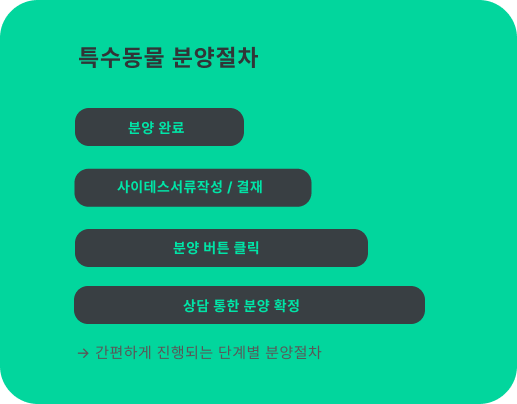 특수동물 분양절차
분양 완료
사이테스서류작성 / 결재
분양 버튼 클릭
상담 통한 분양 확정
→ 간편하게 진행되는 단계별 분양절차